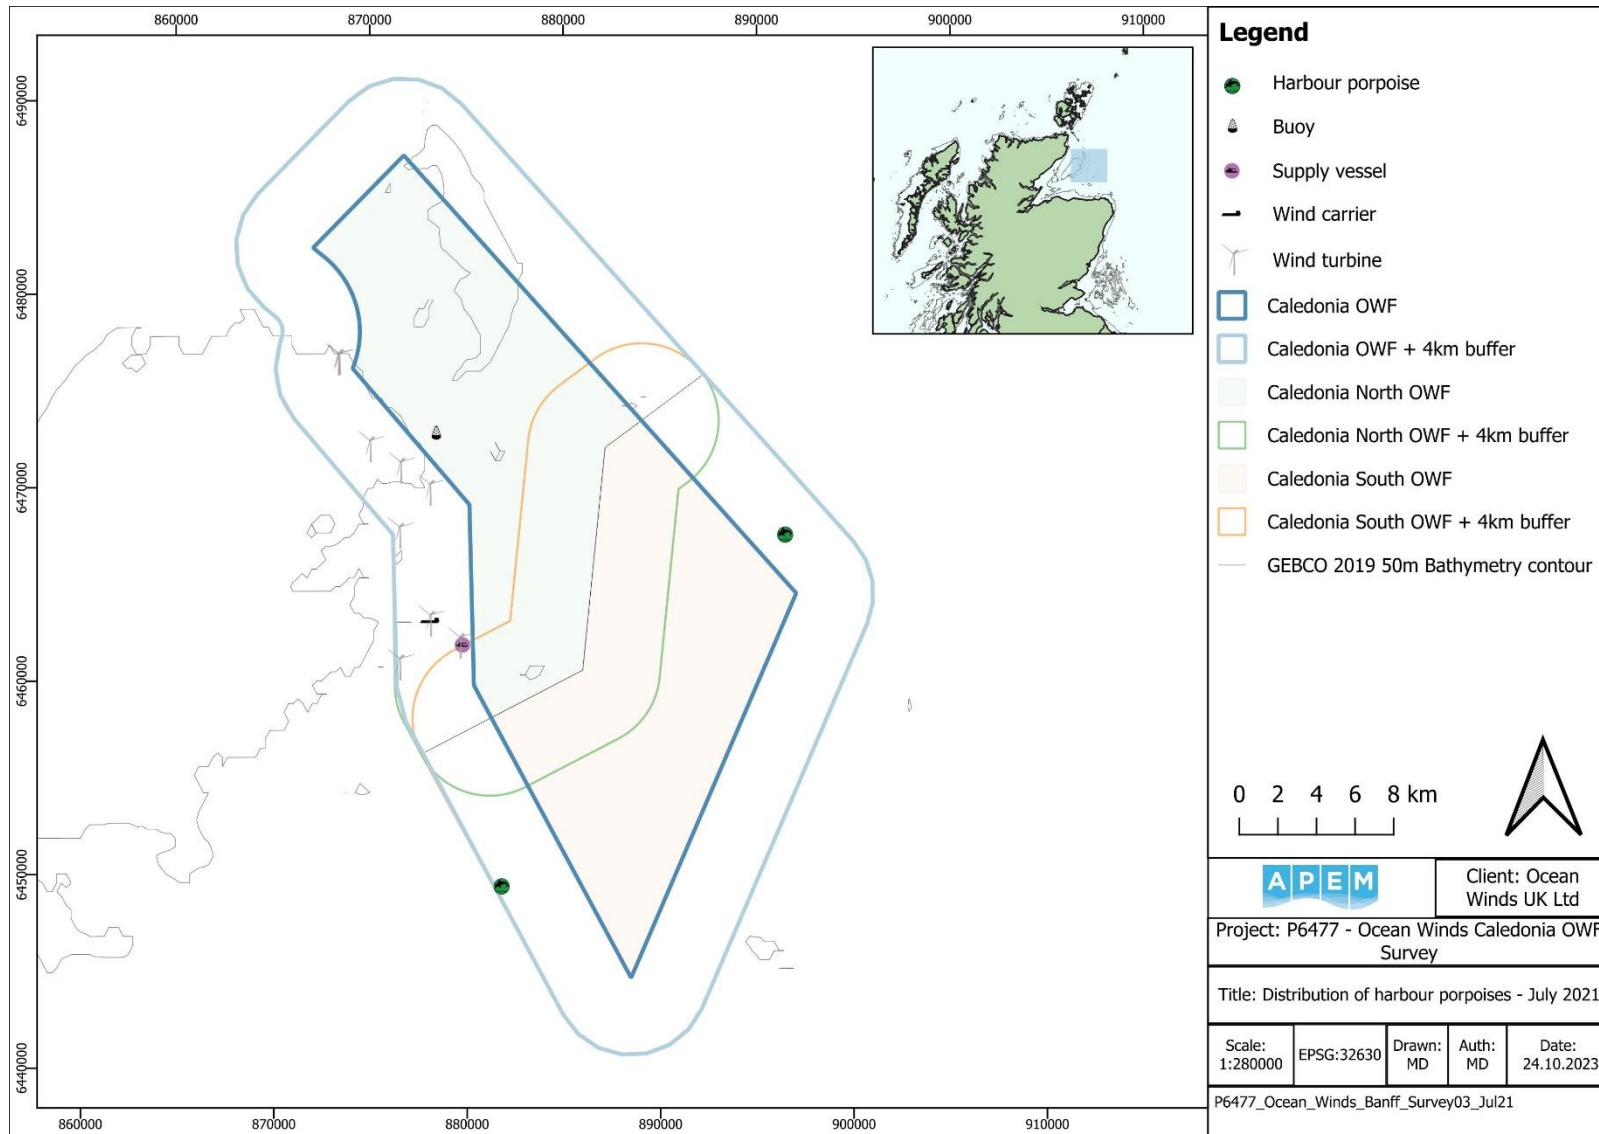 860000
870000
880000
890000
900000
910000
6490000
6480000
6470000
6460000
6450000
6440000
860000
870000
880000
890000
900000
910000
Legend
Harbour porpoise
Buoy
Supply vessel
Wind carrier
Wind turbine
Caledonia OWF
Caledonia OWF + 4km buffer
Caledonia North OWF
Caledonia North OWF + 4km buffer
Caledonia South OWF
Caledonia South OWF + 4km buffer
GEBCO 2019 50m Bathymetry contour
0 2 4 6 8 km
APEM
Client: Ocean
Winds UK Ltd
Project: P6477 - Ocean Winds Caledonia OWF
Survey
Title: Distribution of harbour porpoises - July 2021
Scale:
1:280000
EPSG:32630
Drawn:
MD
Auth:
MD
Date:
24.10.2023
P6477_Ocean_Winds_Banff_Survey03_Jul21